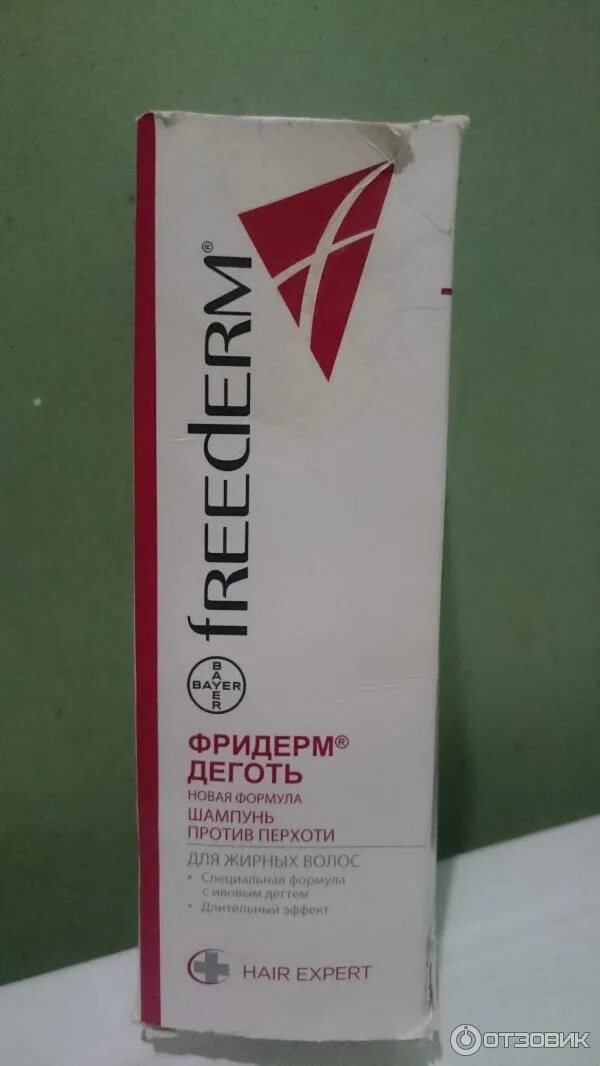 freederm®
BAYER
BAYER
ФРИДЕРМ®
ДЕГОТЬ
НОВАЯ ФОРМУЛА
ШАМПУНЬ
ПРОТИВ ПЕРХОТИ
ДЛЯ ЖИРНЫХ ВОЛОС
• Специальная формула
с ивовым дегтем
• Длительный эффект
HAIR EXPERT
ОТЗОВИК